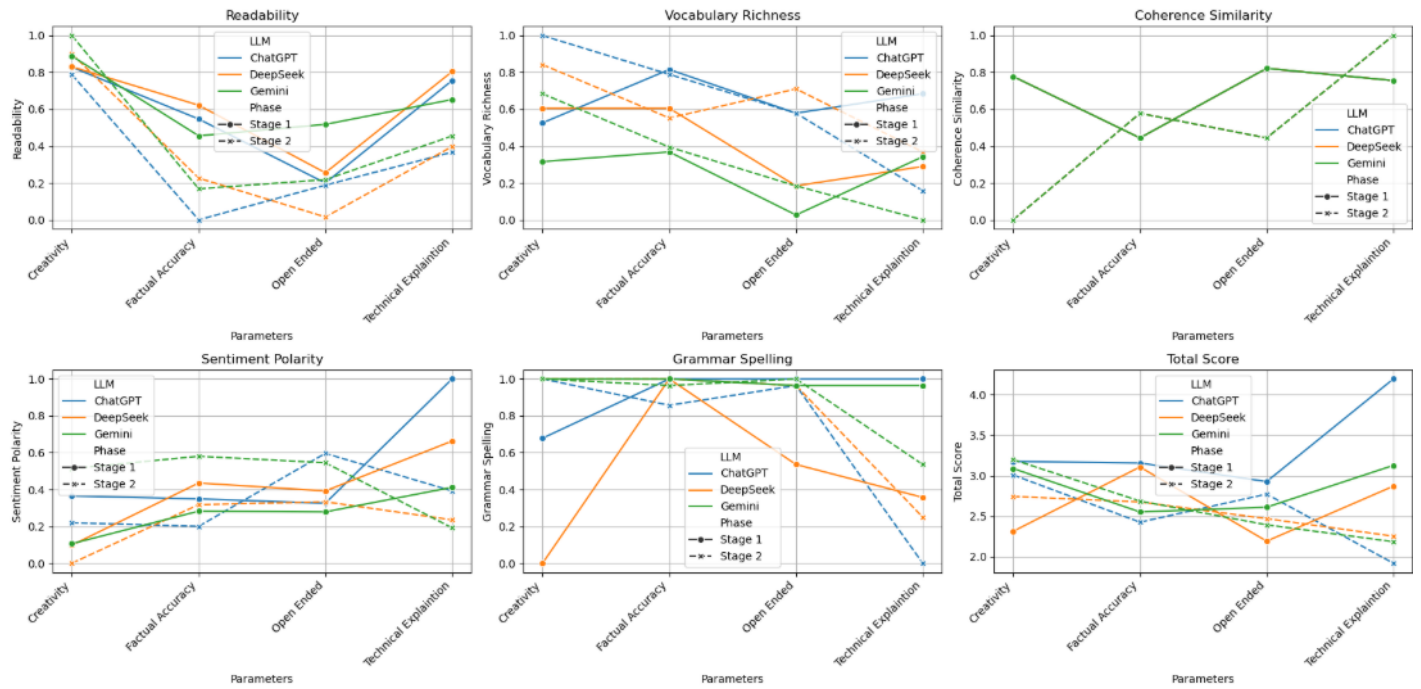 Readability
Readability
1.0
0.8
0.6
0.4
0.2
0.0
LLM
ChatGPT
DeepSeek
Gemini
Phase
Stage 1
Stage 2
Creativity
Factual Accuracy
Open Ended
Technical Explaintion
Parameters
Vocabulary Richness
Vocabulary Richness
1.0
0.8
0.6
0.4
0.2
0.0
LLM
ChatGPT
DeepSeek
Gemini
Phase
Stage 1
Stage 2
Creativity
Factual Accuracy
Open Ended
Technical Explaintion
Parameters
Coherence Similarity
Coherence Similarity
1.0
0.8
0.6
0.4
0.2
0.0
LLM
ChatGPT
DeepSeek
Gemini
Phase
Stage 1
Stage 2
Creativity
Factual Accuracy
Open Ended
Technical Explaintion
Parameters
Sentiment Polarity
Sentiment Polarity
1.0
0.8
0.6
0.4
0.2
0.0
LLM
ChatGPT
DeepSeek
Gemini
Phase
Stage 1
Stage 2
Creativity
Factual Accuracy
Open Ended
Technical Explaintion
Parameters
Grammar Spelling
Grammar Spelling
1.0
0.8
0.6
0.4
0.2
0.0
LLM
ChatGPT
DeepSeek
Gemini
Phase
Stage 1
Stage 2
Creativity
Factual Accuracy
Open Ended
Technical Explaintion
Parameters
Total Score
Total Score
4.0
3.5
3.0
2.5
2.0
LLM
ChatGPT
DeepSeek
Gemini
Phase
Stage 1
Stage 2
Creativity
Factual Accuracy
Open Ended
Technical Explaintion
Parameters